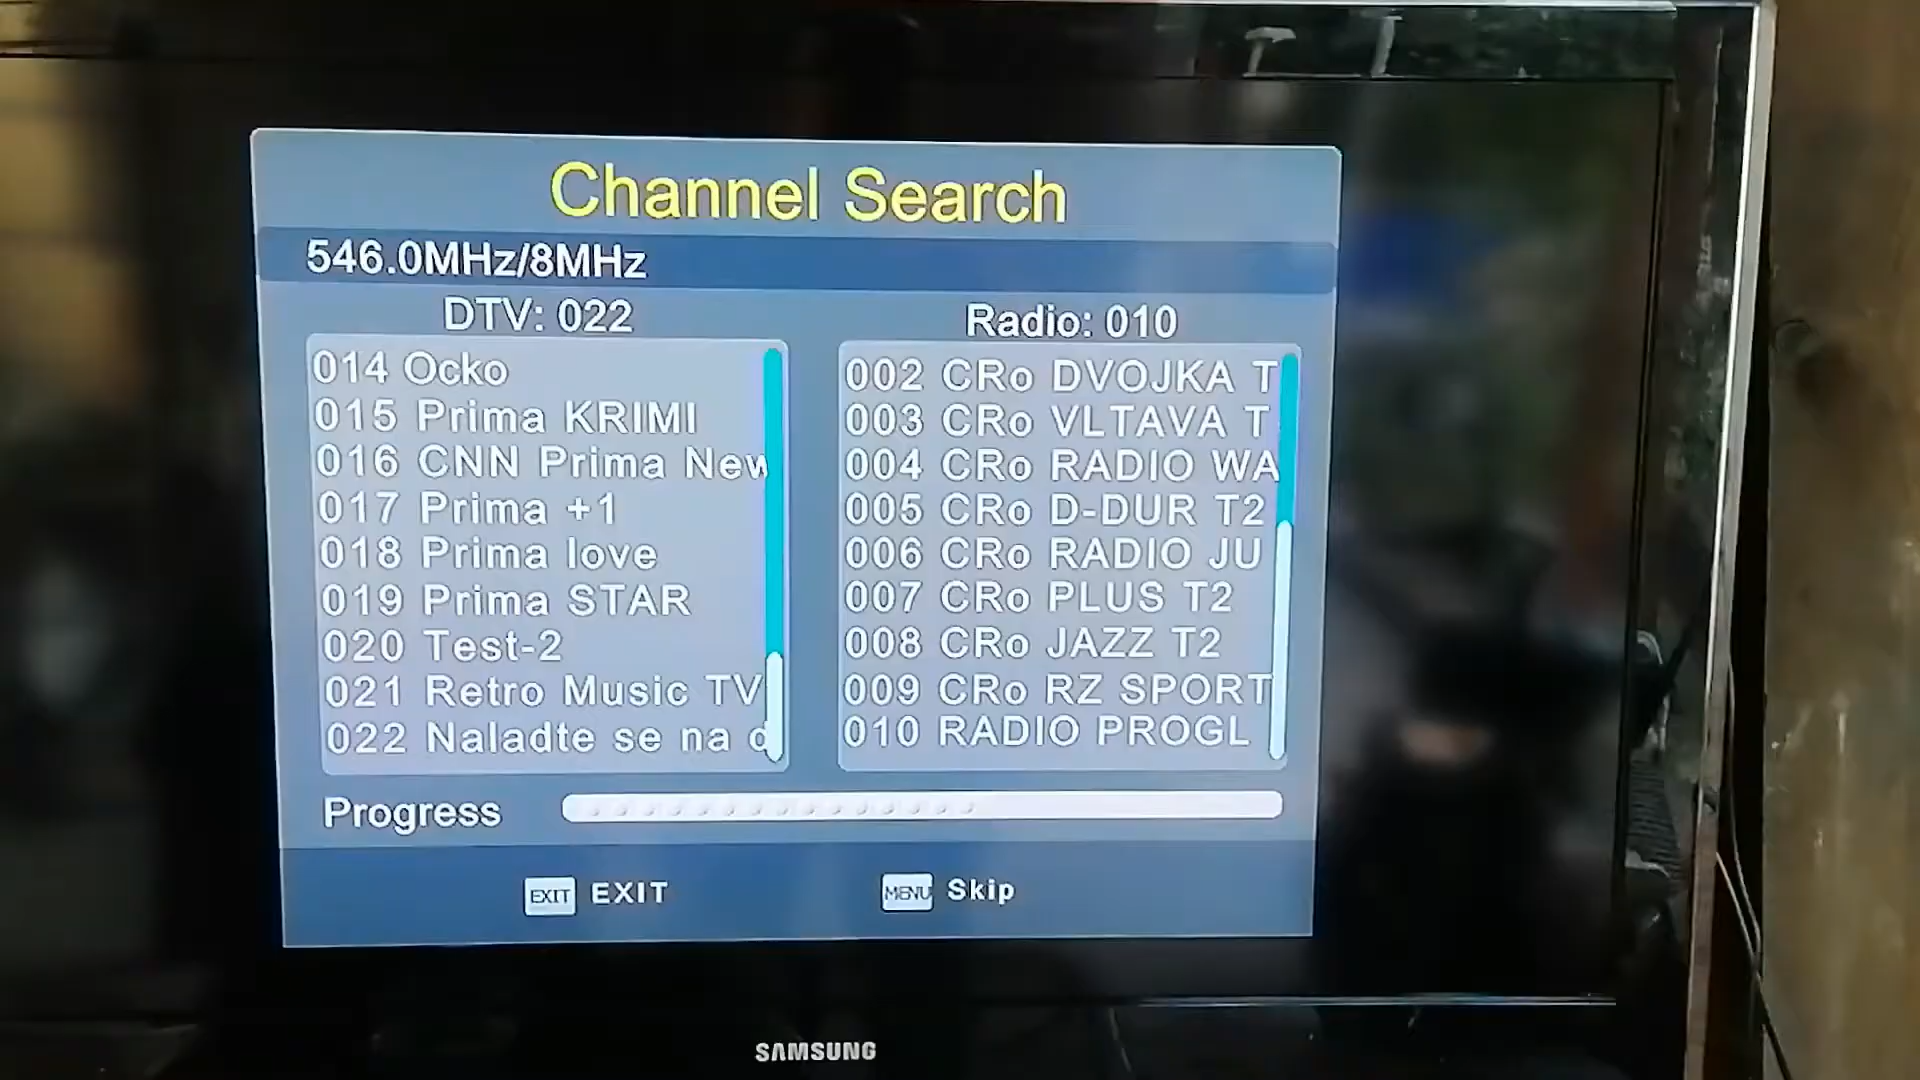 Channel Search
546.0MHz/8MHz
DTV: 022
014 Ocko
015 Prima KRIMI
016 CNN Prima New
017 Prima +1
018 Prima love
019 Prima STAR
020 Test-2
021 Retro Music TV
022 Naladte se na d
Radio: 010
002 CRo DVOJKA T
003 CRo VLTAVA T
004 CRo RADIO WA
005 CRo D-DUR T2
006 CRo RADIO JU
007 CRo PLUS T2
008 CRo JAZZ T2
009 CRo RZ SPORT
010 RADIO PROGL
Progress
EXIT EXIT
MENU Skip
SAMSUNG